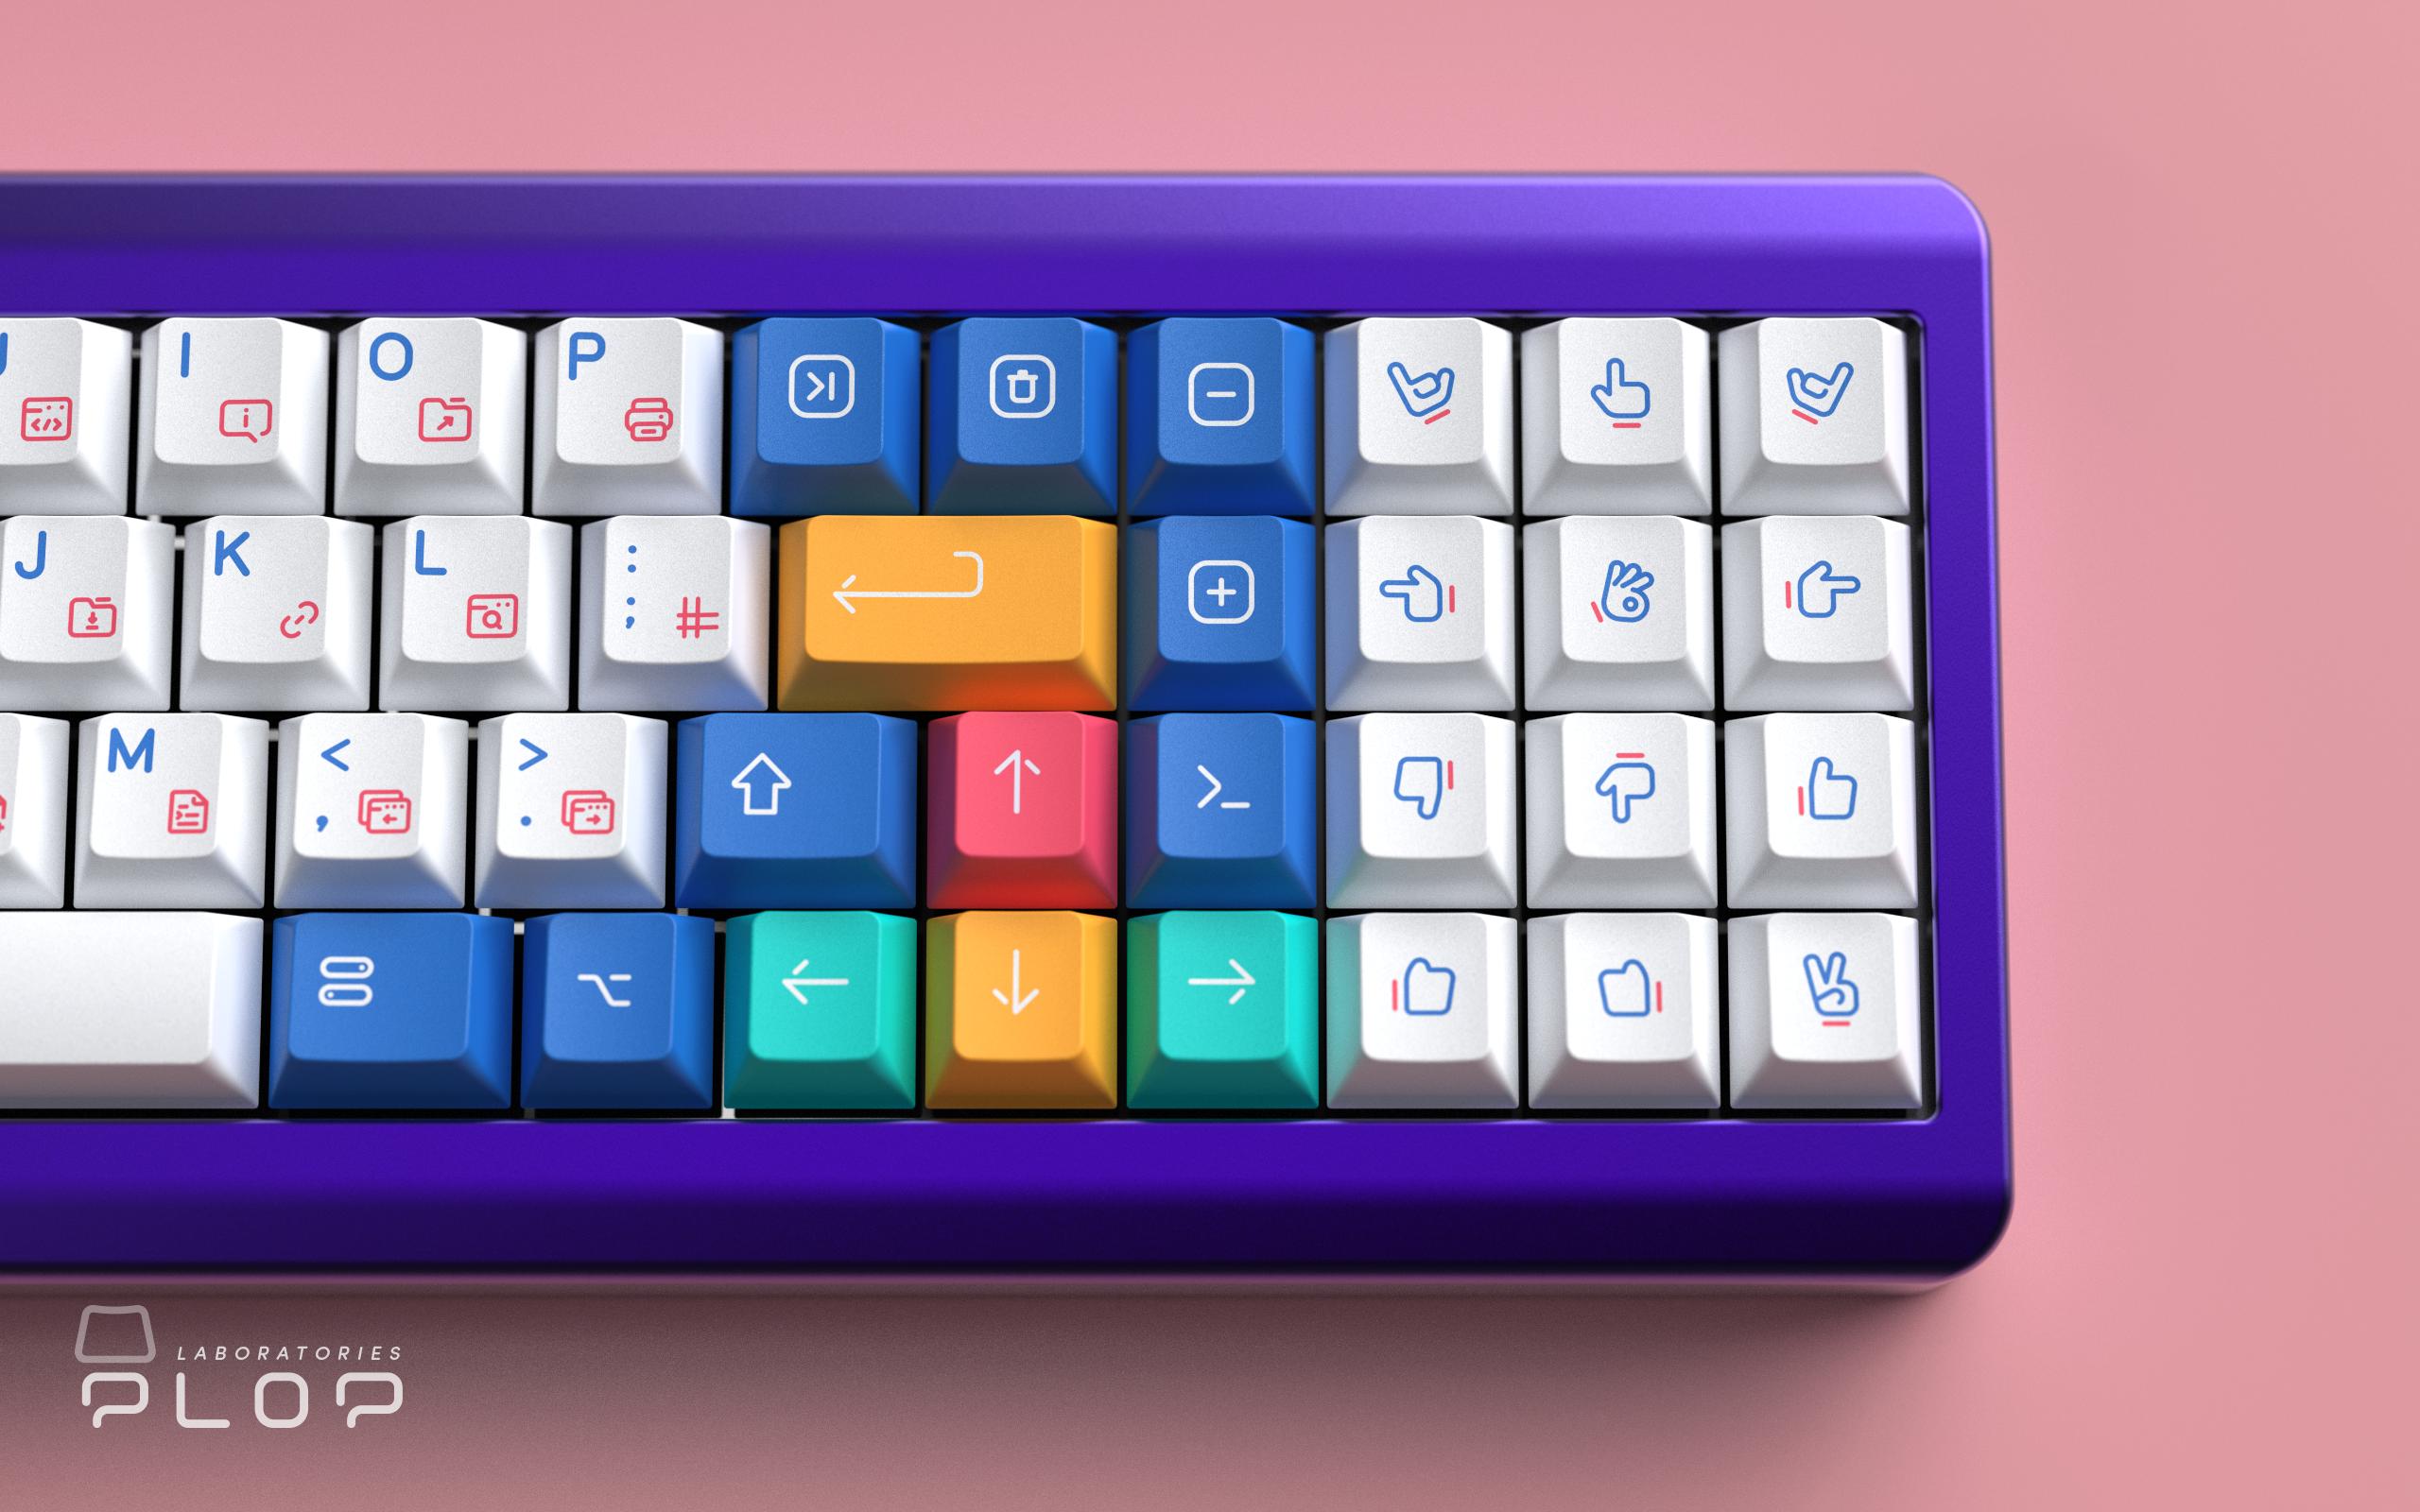 I O P
J K L : ;
M < , > .
LABORATORIES
PLOP